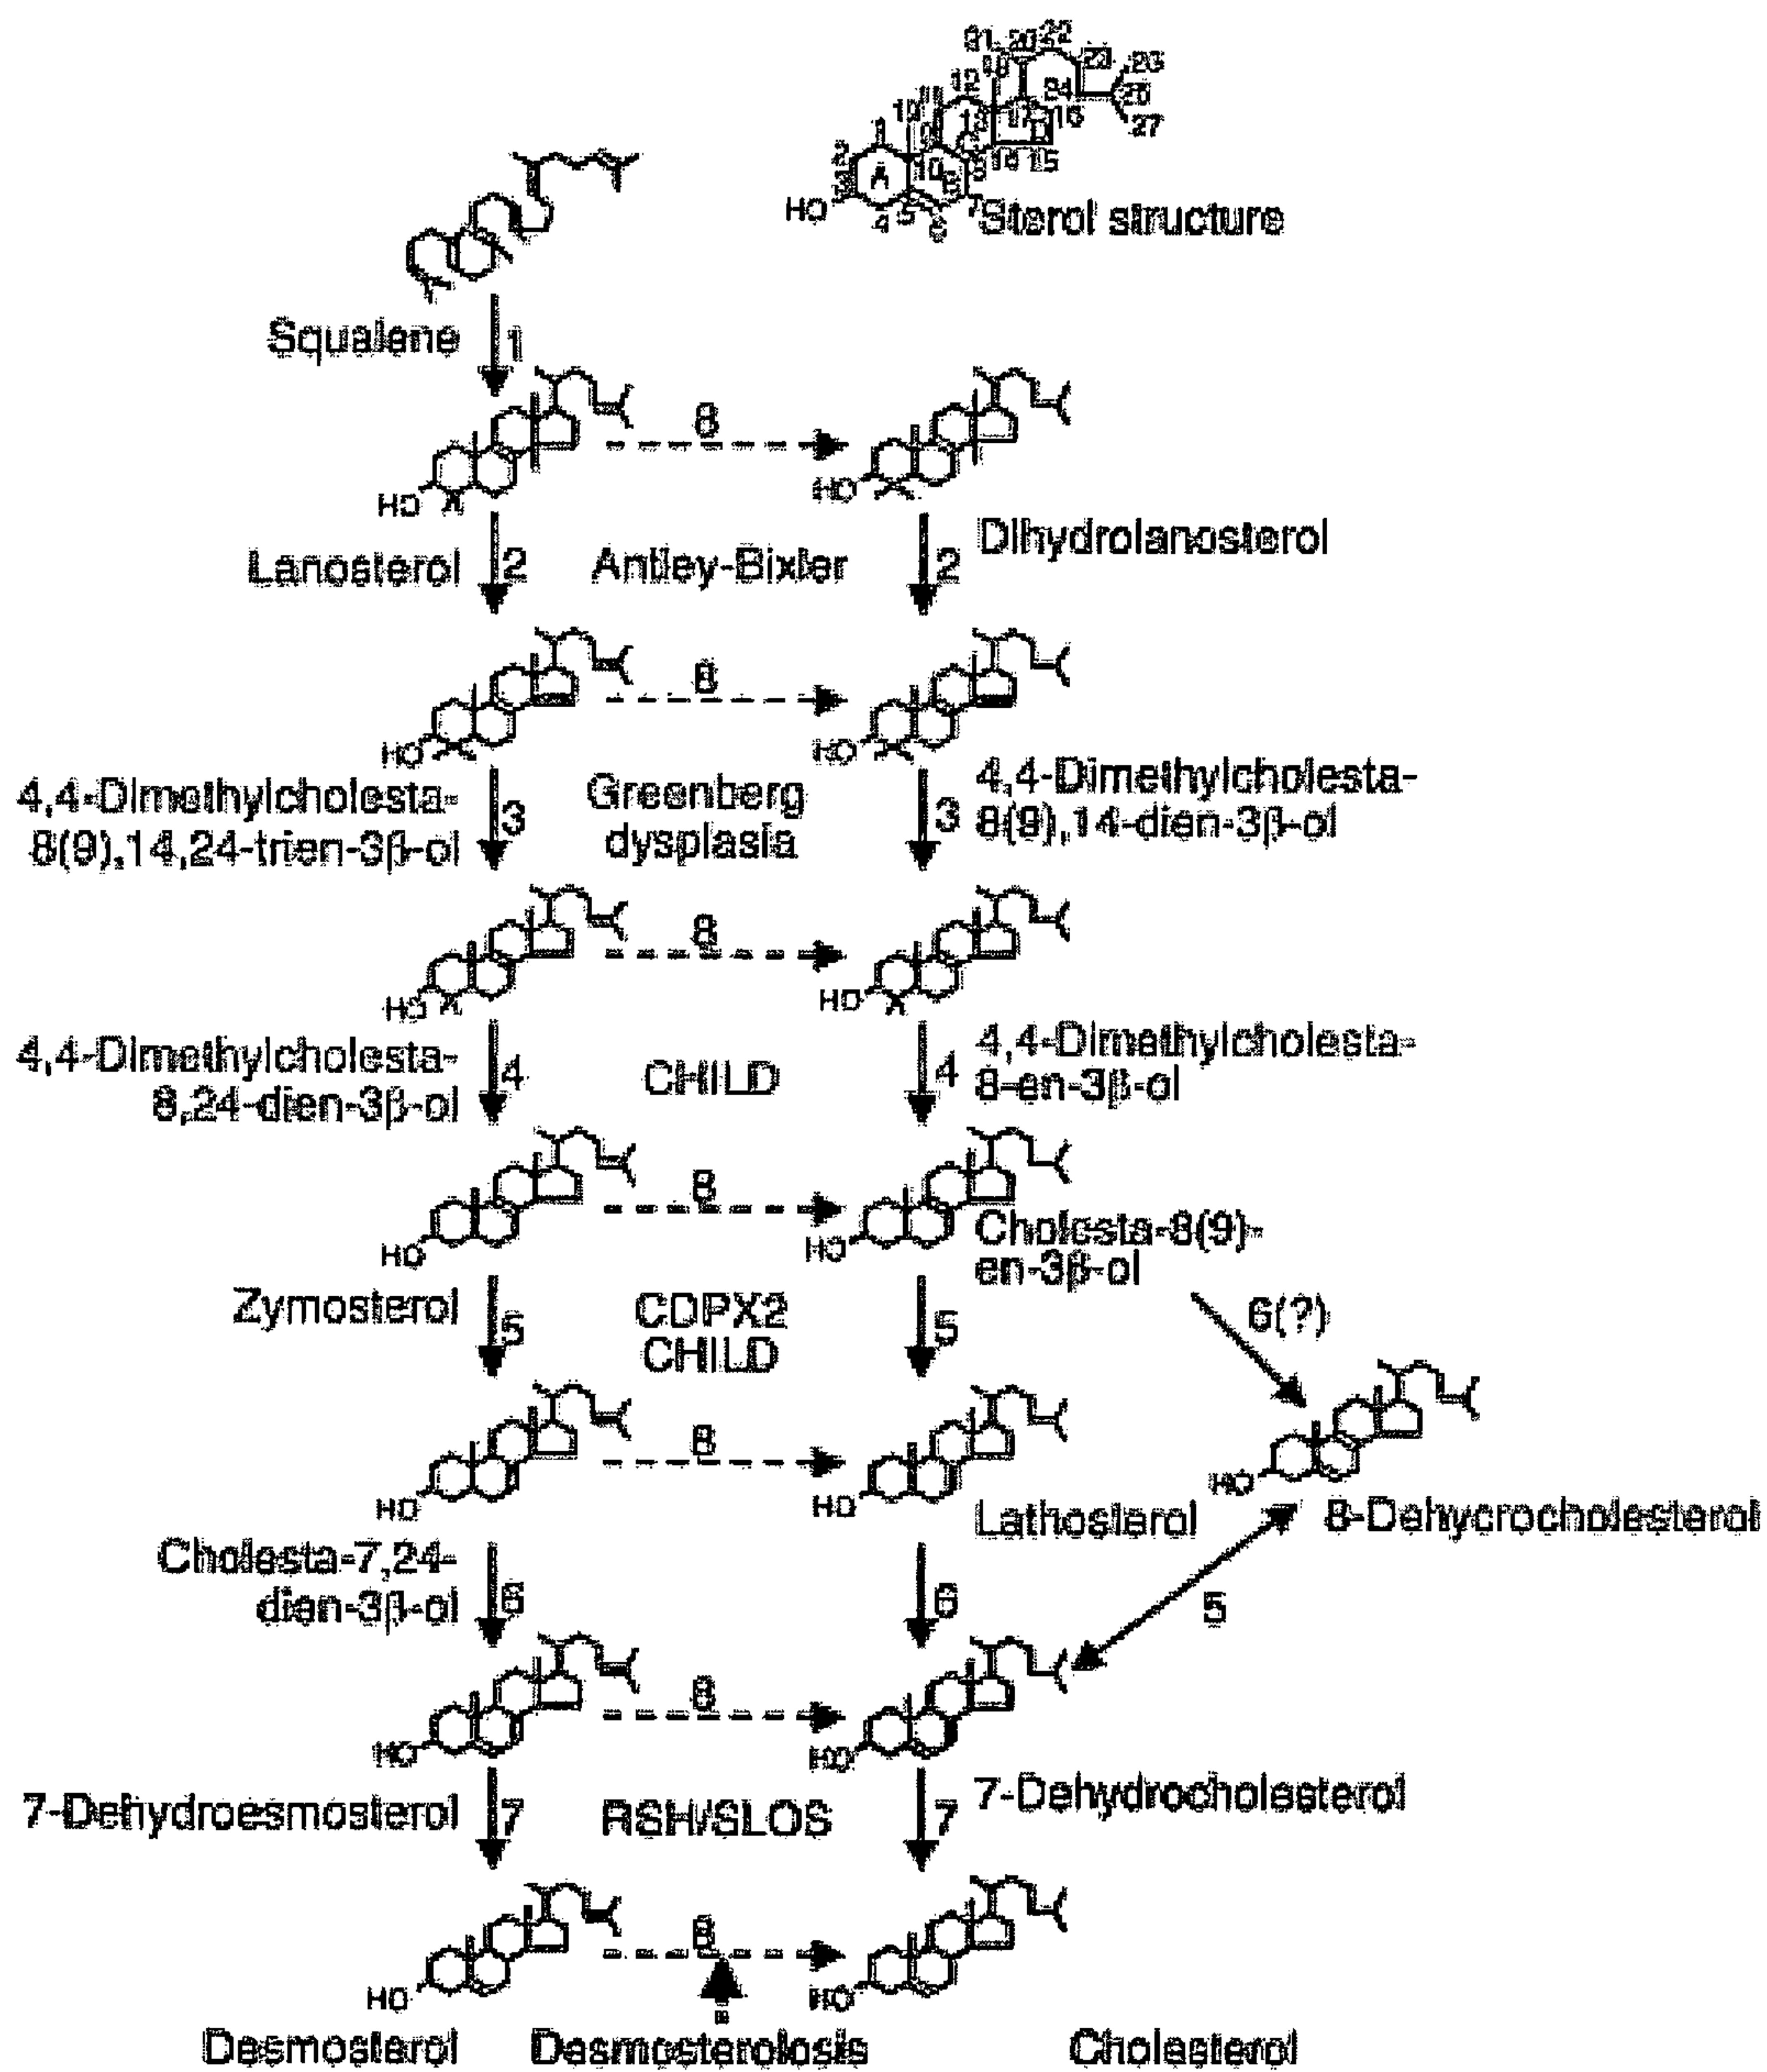 Sterol structure
HO
Squalene
1
8
HO
HO
Lanosterol
2
Antley-Bixler
2
Dihydrolanosterol
8
HO
HO
4,4-Dimethylcholesta-
8(9),14,24-trien-3β-ol
3
Greenberg
dysplasia
3
4,4-Dimethylcholesta-
8(9),14-dien-3β-ol
8
HO
HO
4,4-Dimethylcholesta-
8,24-dien-3β-ol
4
CHILD
4
4,4-Dimethylcholesta-
8-en-3β-ol
8
HO
HO
Cholesta-8(9)-
en-3β-ol
Zymosterol
5
CDPX2
CHILD
5
6(?)
8
HO
HO
Lathosterol
HO
8-Dehycrocholesterol
Cholesta-7,24-
dien-3β-ol
6
6
5
8
HO
HO
7-Dehydroesmosterol
7
RSH/SLOS
7
7-Dehydrocholesterol
8
HO
HO
Desmosterol
Desmosterolosis
Cholesterol